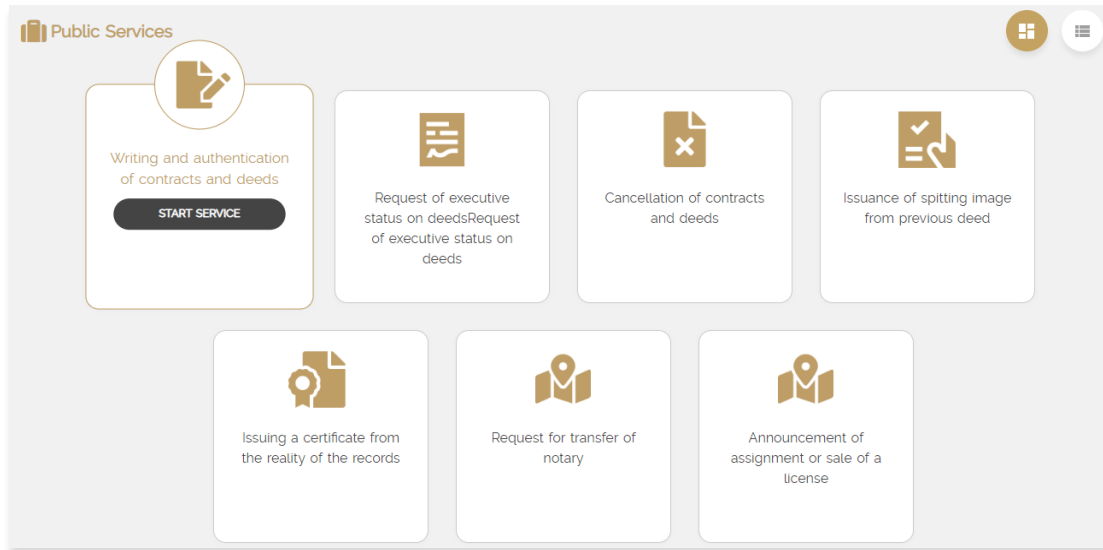 Public Services
Writing and authentication
of contracts and deeds
START SERVICE
Request of executive
status on deedsRequest
of executive status on
deeds
Cancellation of contracts
and deeds
Issuance of spitting image
from previous deed
Issuing a certificate from
the reality of the records
Request for transfer of
notary
Announcement of
assignment or sale of a
license